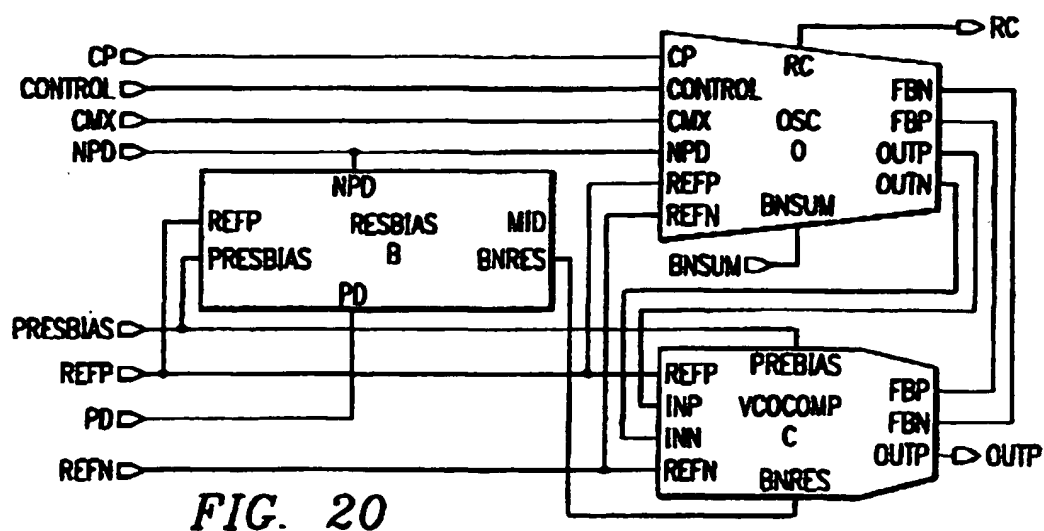 RC
CP
CONTROL
CMX
NPD
CP
CONTROL
CMX
NPD
REFP
REFN
RC
OSC
O
BNSUM
FBN
FBP
OUTP
OUTN
BNSUM
NPD
REFP
PRESBIAS
RESBIAS
B
MID
BNRES
PD
PRESBIAS
REFP
PD
REFN
REFP
INP
INN
REFN
PREBIAS
VCOCOMP
C
BNRES
FBP
FBN
OUTP
OUTP
FIG. 20